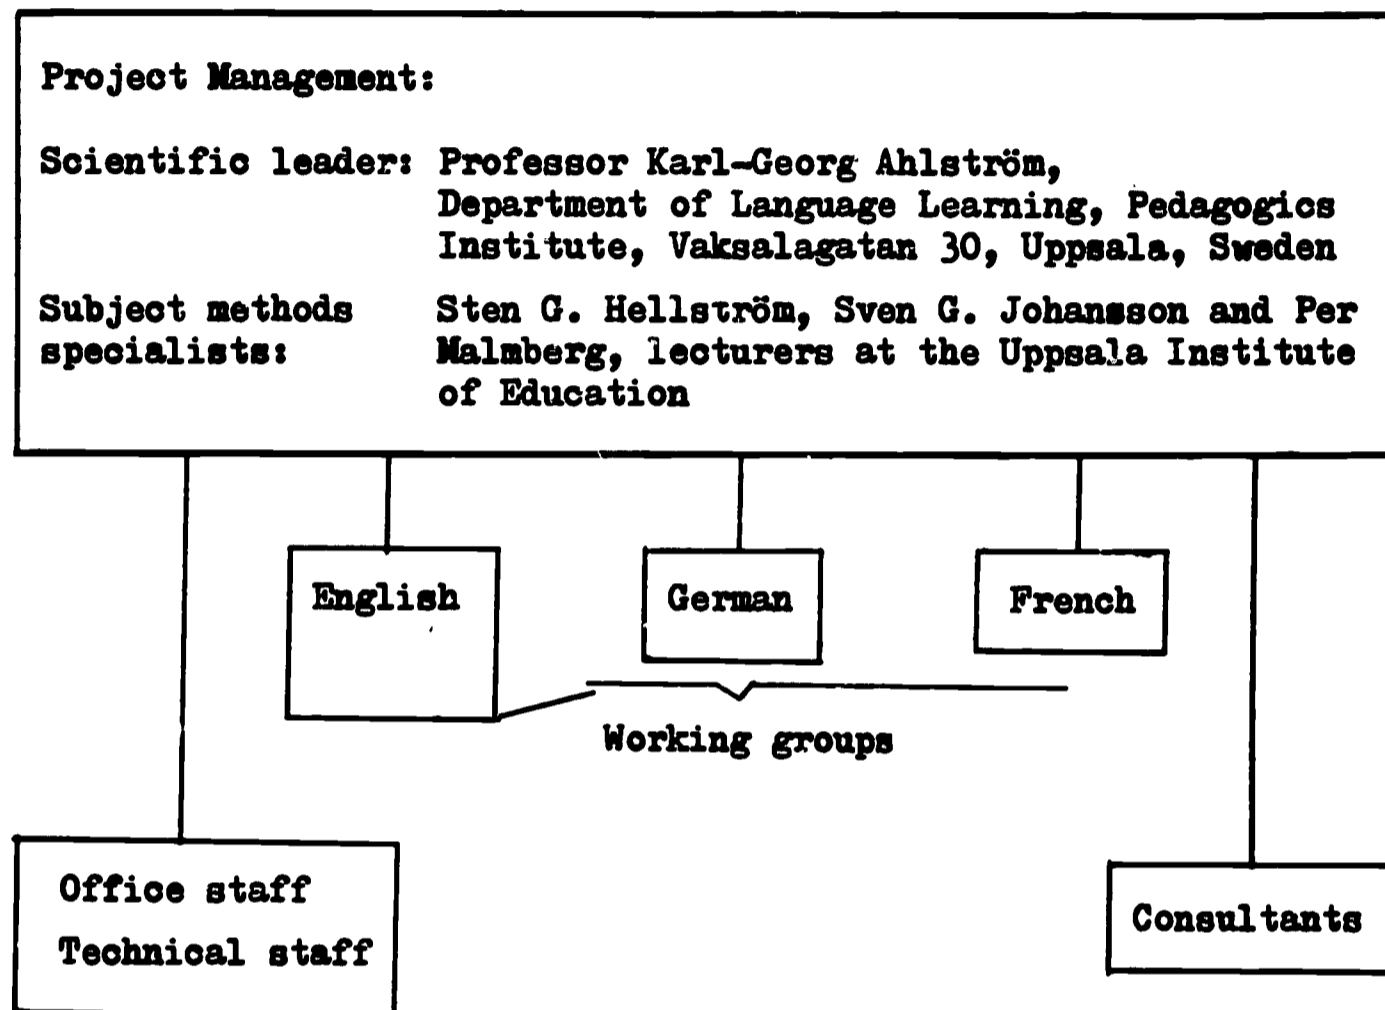 Project Management:
Scientific leader: Professor Karl-Georg Ahlström,
Department of Language Learning, Pedagogics
Institute, Vaksalagatan 30, Uppsala, Sweden
Subject methods specialists: Sten G. Hellström, Sven G. Johansson and Per
Malmberg, lecturers at the Uppsala Institute
of Education
English
German
French
Working groups
Office staff
Technical staff
Consultants